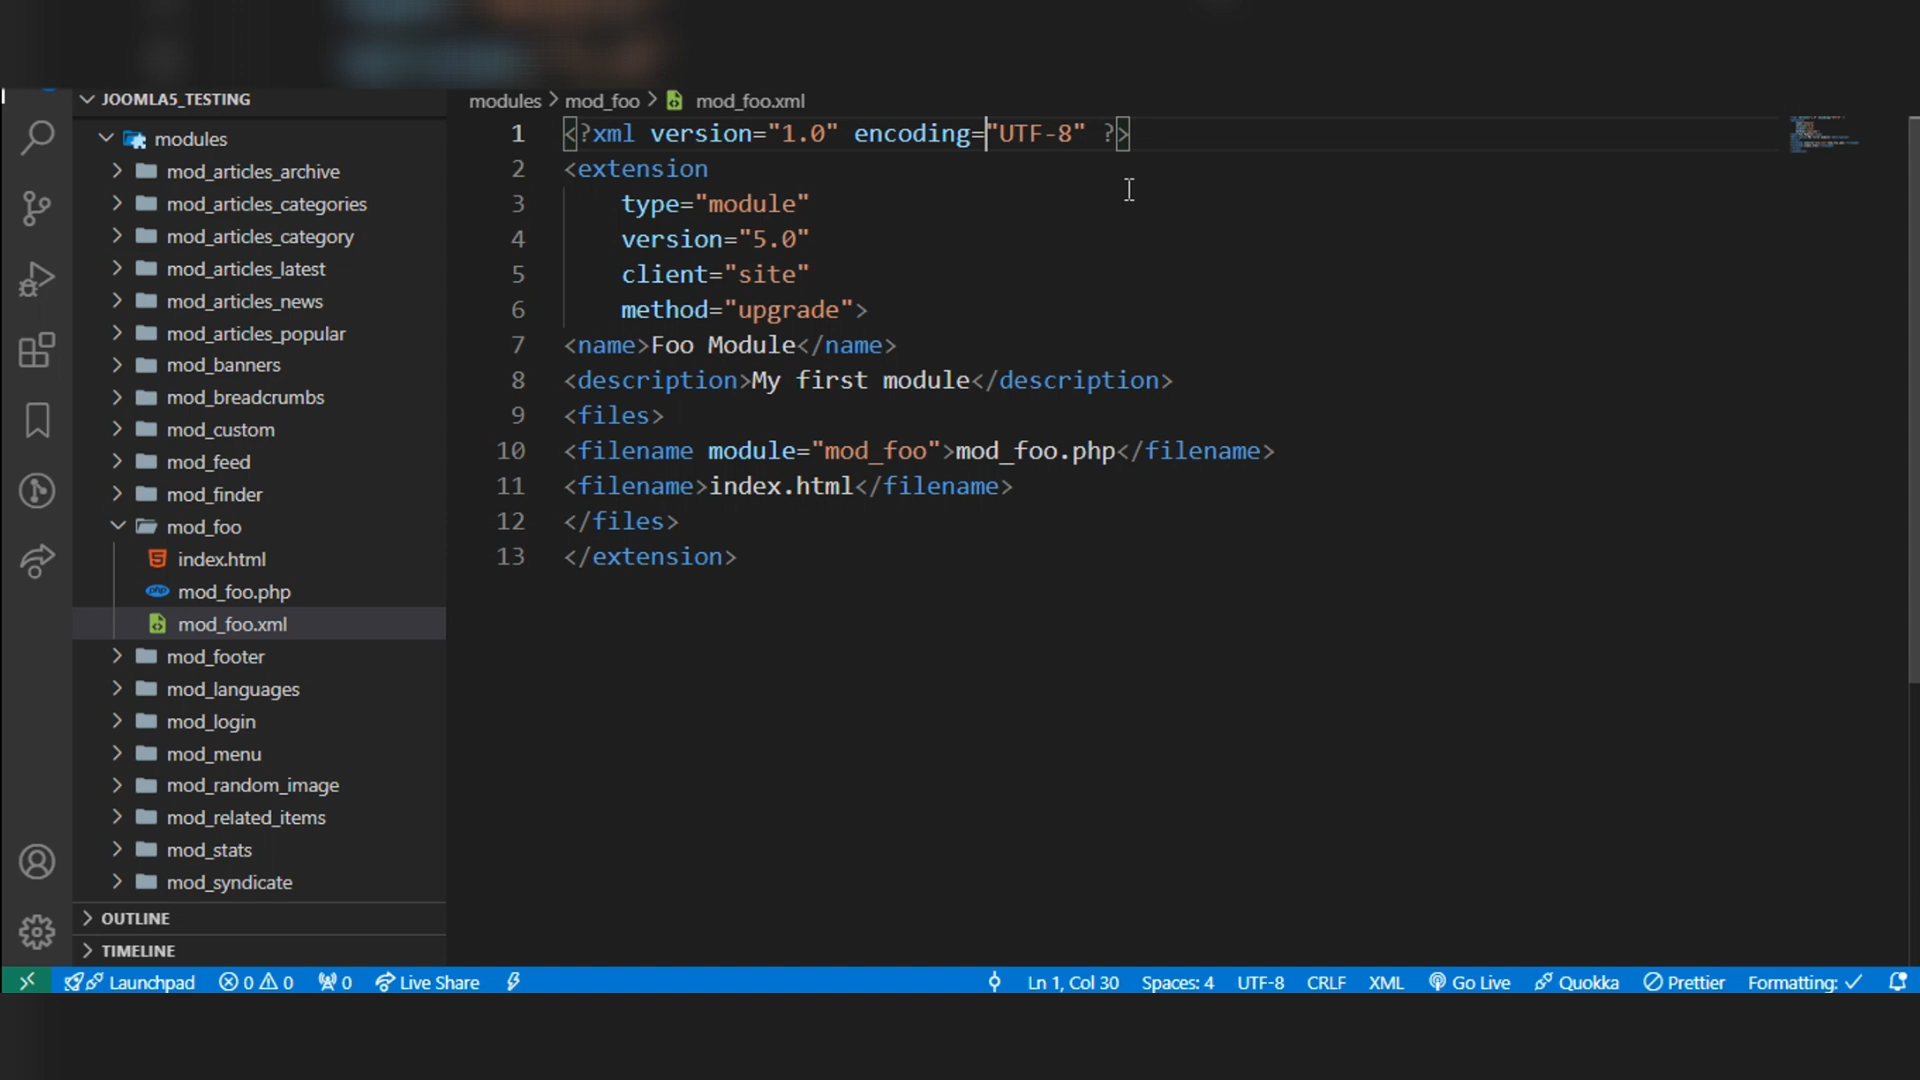 JOOMLA5_TESTING
modules
mod_articles_archive
mod_articles_categories
mod_articles_category
mod_articles_latest
mod_articles_news
mod_articles_popular
mod_banners
mod_breadcrumbs
mod_custom
mod_feed
mod_finder
mod_foo
index.html
mod_foo.php
mod_foo.xml
mod_footer
mod_languages
mod_login
mod_menu
mod_random_image
mod_related_items
mod_stats
mod_syndicate
OUTLINE
TIMELINE
modules > mod_foo > mod_foo.xml
1 <?xml version="1.0" encoding="UTF-8" ?>
2 <extension
3 type="module"
4 version="5.0"
5 client="site"
6 method="upgrade">
7 <name>Foo Module</name>
8 <description>My first module</description>
9 <files>
10 <filename module="mod_foo">mod_foo.php</filename>
11 <filename>index.html</filename>
12 </files>
13 </extension>
Launchpad 0 0 0 Live Share Ln 1, Col 30 Spaces: 4 UTF-8 CRLF XML Go Live Quokka Prettier Formatting: ✓